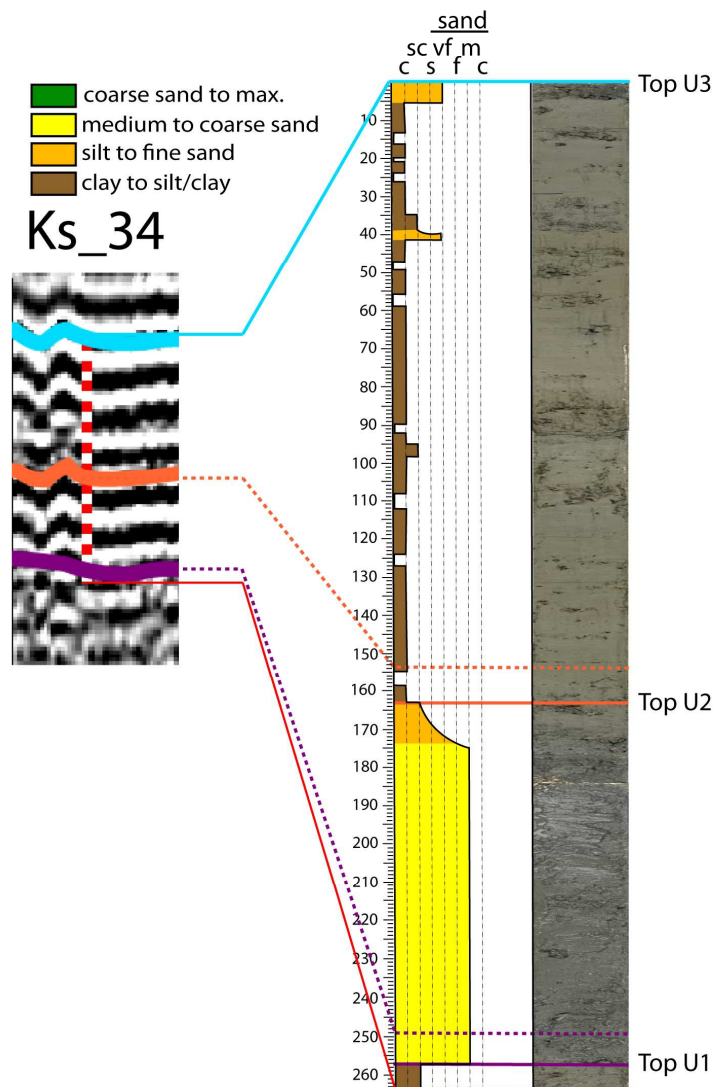 sand
sc vf m
c s f c
Top U3
coarse sand to max.
medium to coarse sand
silt to fine sand
clay to silt/clay
Ks_34
10
20
30
40
50
60
70
80
90
100
110
120
130
140
150
160
Top U2
170
180
190
200
210
220
230
240
250
Top U1
260